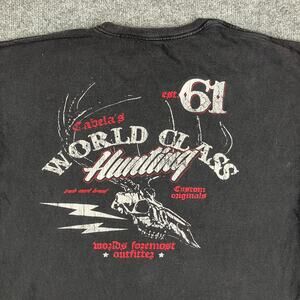 est. 61
Cabela's
WORLD CLASS
Hunting
Custom
originals
worlds foremost
outfitter